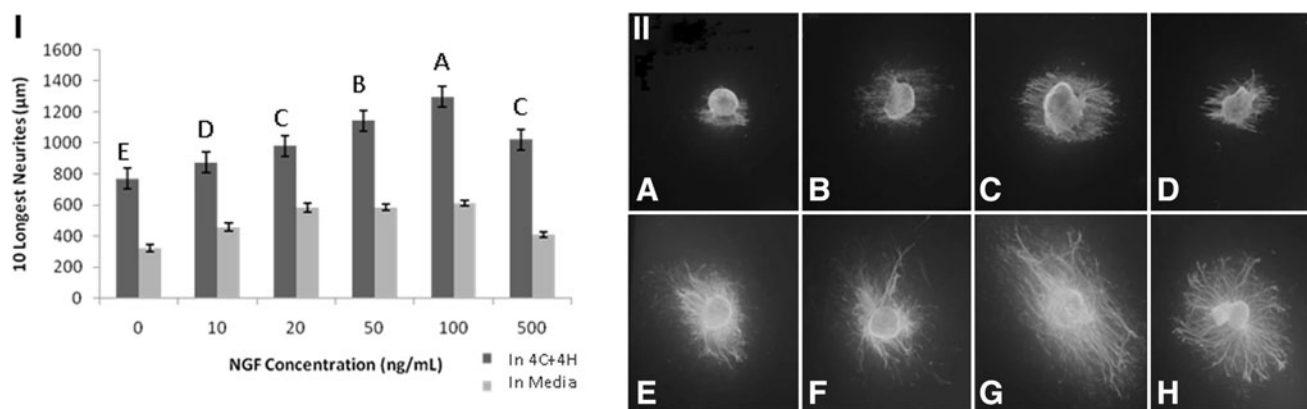 I
10 Longest Neurites (µm)
1600
1400
1200
1000
800
600
400
200
0
E
D
C
B
A
C
0 10 20 50 100 500
NGF Concentration (ng/mL)
In 4C+4H
In Media
II
A B C D
E F G H